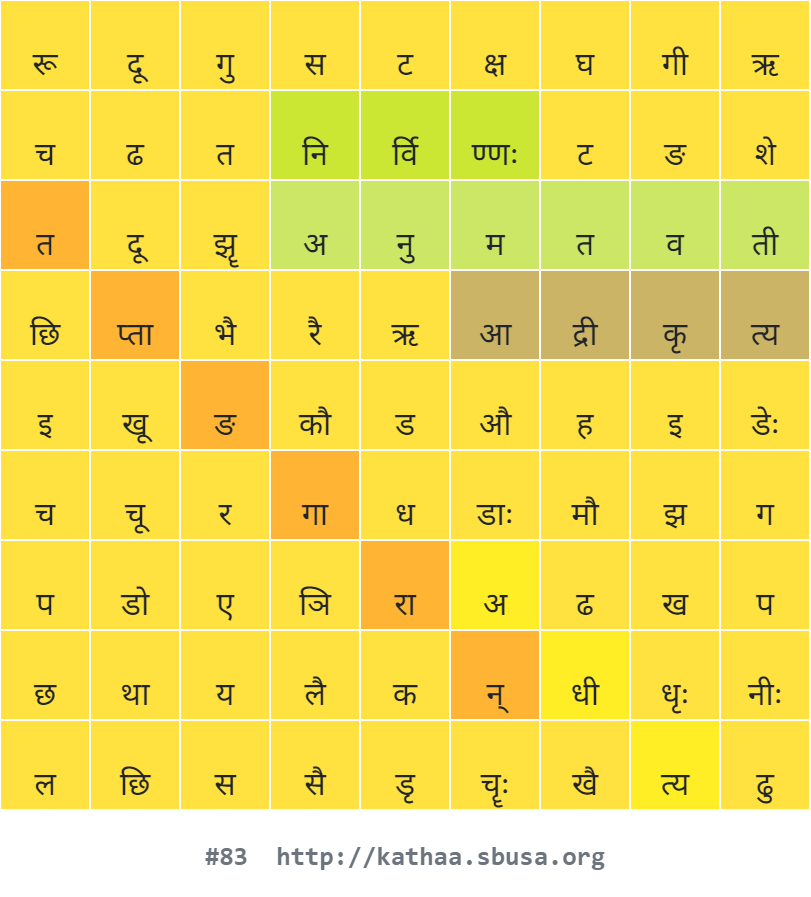 रू दू गु स ट क्ष घ गी ऋ
च ढ त नि र्वि ण्णः ट ङ शे
त दू झॄ अ नु म त व ती
छि प्ता भै रै ऋ आ द्री कृ त्य
इ खू ङ कौ ड औ ह इ डेः
च चू र गा ध डाः मौ झ ग
प डो ए ञि रा अ ढ ख प
छ था य लै क न् धी धृः नीः
ल छि स सै डृ चॄः खै त्य ढु
#83 http://kathaa.sbusa.org